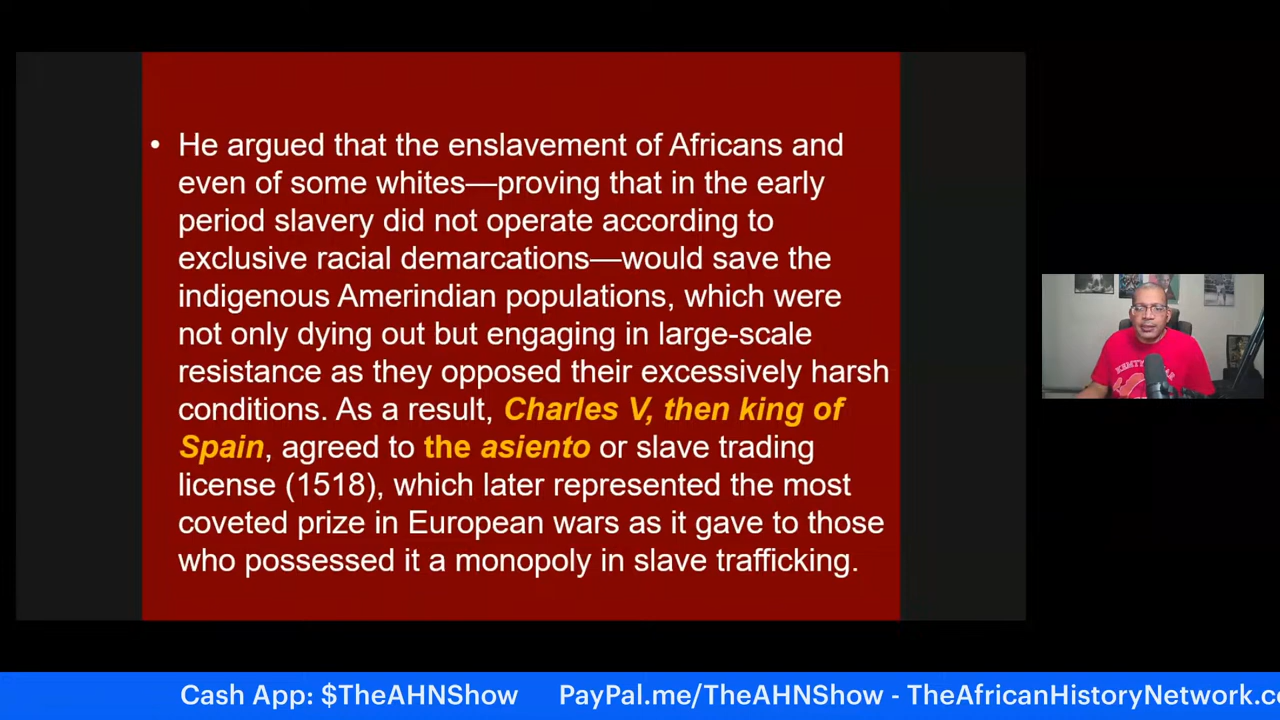 • He argued that the enslavement of Africans and
even of some whites—proving that in the early
period slavery did not operate according to
exclusive racial demarcations—would save the
indigenous Amerindian populations, which were
not only dying out but engaging in large-scale
resistance as they opposed their excessively harsh
conditions. As a result, Charles V, then king of
Spain, agreed to the asiento or slave trading
license (1518), which later represented the most
coveted prize in European wars as it gave to those
who possessed it a monopoly in slave trafficking.
Cash App: $TheAHNShow PayPal.me/TheAHNShow - TheAfricanHistoryNetwork.c